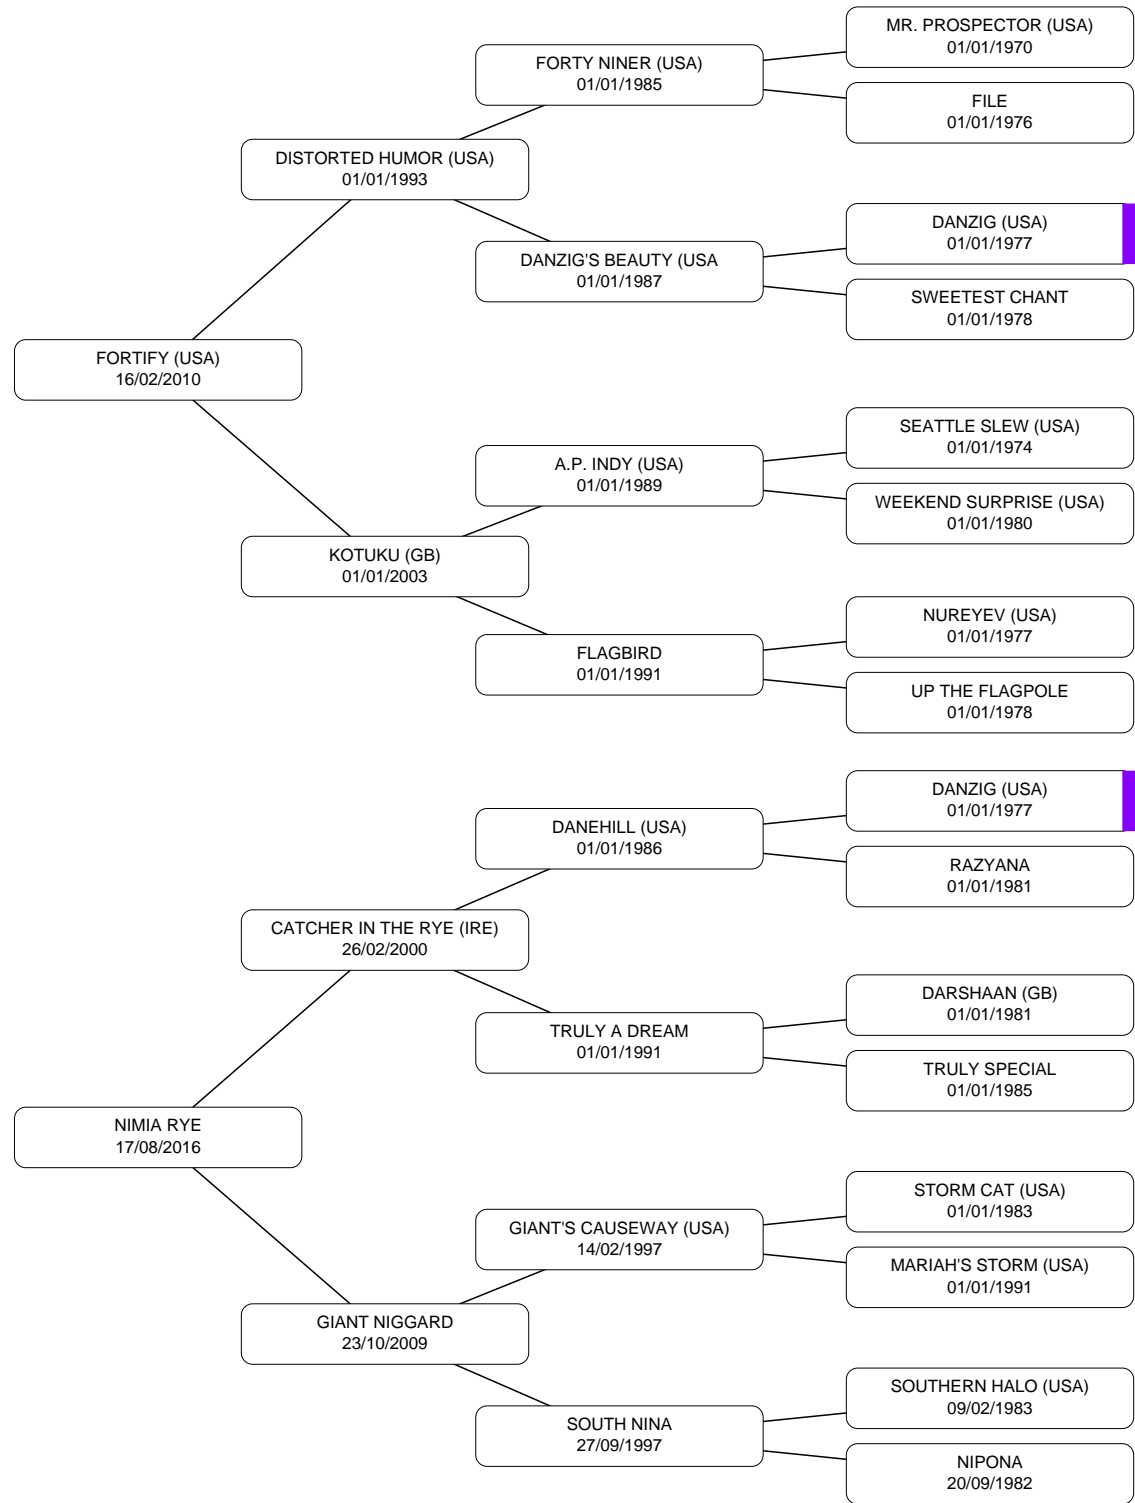 MR. PROSPECTOR (USA)
01/01/1970
FORTY NINER (USA)
01/01/1985
FILE
01/01/1976
DISTORTED HUMOR (USA)
01/01/1993
DANZIG (USA)
01/01/1977
DANZIG'S BEAUTY (USA
01/01/1987
SWEETEST CHANT
01/01/1978
FORTIFY (USA)
16/02/2010
SEATTLE SLEW (USA)
01/01/1974
A.P. INDY (USA)
01/01/1989
WEEKEND SURPRISE (USA)
01/01/1980
KOTUKU (GB)
01/01/2003
NUREYEV (USA)
01/01/1977
FLAGBIRD
01/01/1991
UP THE FLAGPOLE
01/01/1978
DANZIG (USA)
01/01/1977
DANEHILL (USA)
01/01/1986
RAZYANA
01/01/1981
CATCHER IN THE RYE (IRE)
26/02/2000
DARSHAAN (GB)
01/01/1981
TRULY A DREAM
01/01/1991
TRULY SPECIAL
01/01/1985
NIMIA RYE
17/08/2016
STORM CAT (USA)
01/01/1983
GIANT'S CAUSEWAY (USA)
14/02/1997
MARIAH'S STORM (USA)
01/01/1991
GIANT NIGGARD
23/10/2009
SOUTHERN HALO (USA)
09/02/1983
SOUTH NINA
27/09/1997
NIPONA
20/09/1982